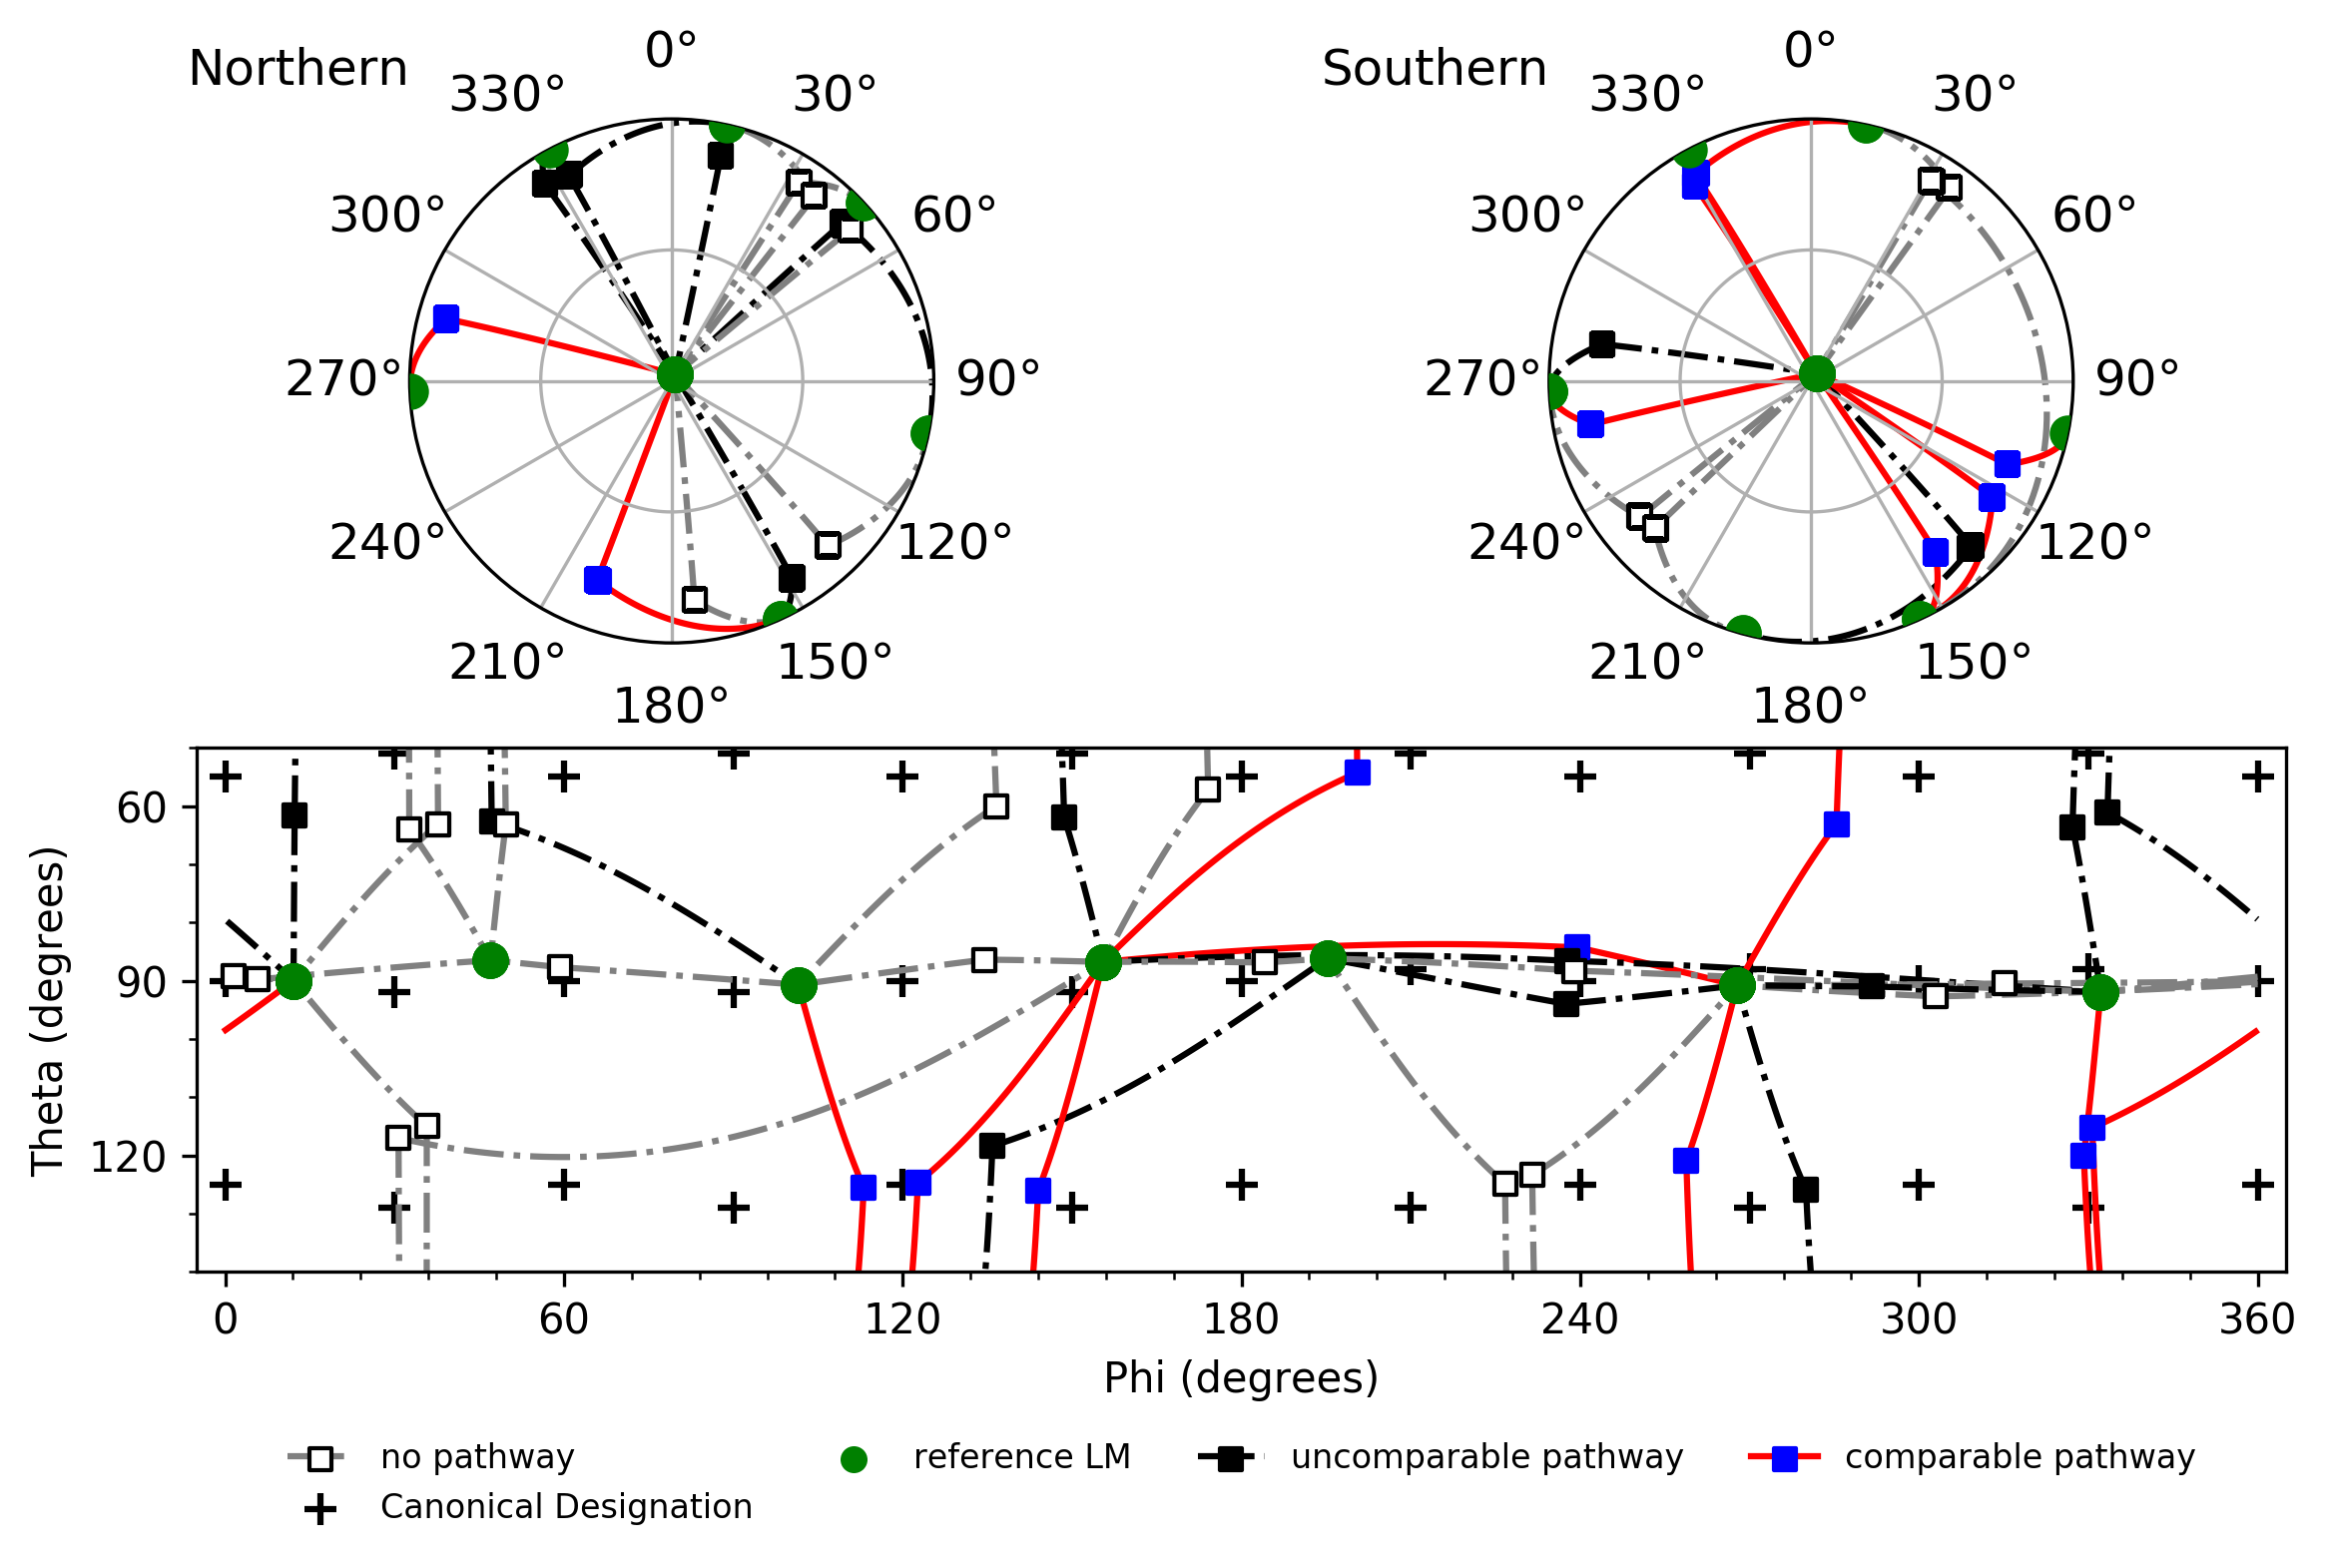 Northern
0°
30°
60°
90°
120°
150°
180°
210°
240°
270°
300°
330°
Southern
0°
30°
60°
90°
120°
150°
180°
210°
240°
270°
300°
330°
Theta (degrees)
60
90
120
0 60 120 180 240 300 360
Phi (degrees)
no pathway
reference LM
uncomparable pathway
comparable pathway
Canonical Designation